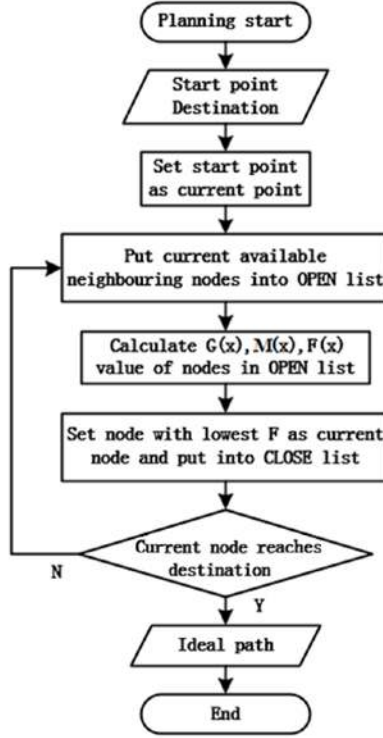 Planning start
Start point
Destination
Set start point
as current point
Put current available
neighbouring nodes into OPEN list
Calculate G(x), M(x), F(x)
value of nodes in OPEN list
Set node with lowest F as current
node and put into CLOSE list
Current node reaches
destination
N
Y
Ideal path
End